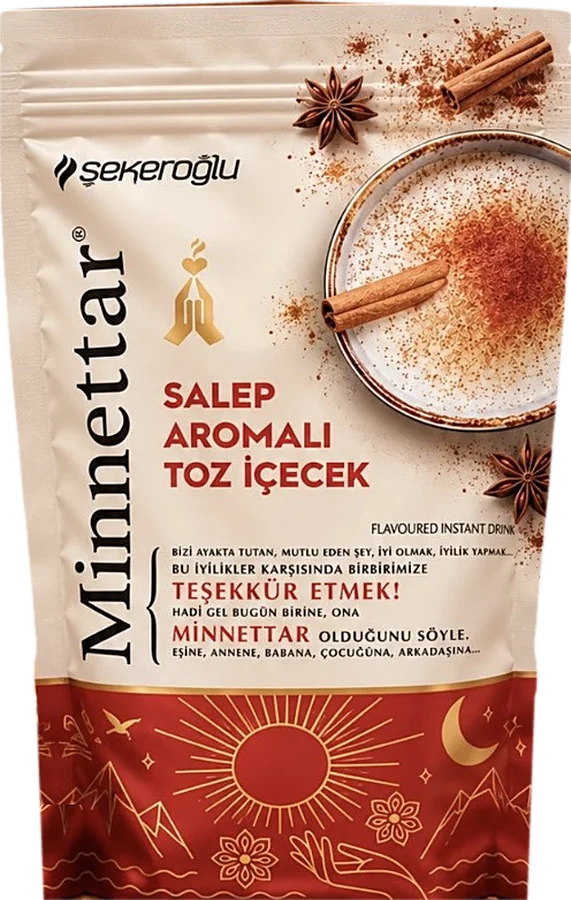 şekeroğlu
Minnettar®
SALEP
AROMALI
TOZ İÇECEK
FLAVOURED INSTANT DRINK
BİZİ AYAKTA TUTAN, MUTLU EDEN ŞEY, İYİ OLMAK, İYİLİK YAPMAK...
BU İYİLİKLER KARŞISINDA BİRBİRİMİZE
TEŞEKKÜR ETMEK!
HADİ GEL BUGÜN BİRİNE, ONA
MİNNETTAR OLDUĞUNU SÖYLE.
EŞİNE, ANNENE, BABANA, ÇOCUĞUNA, ARKADAŞINA...